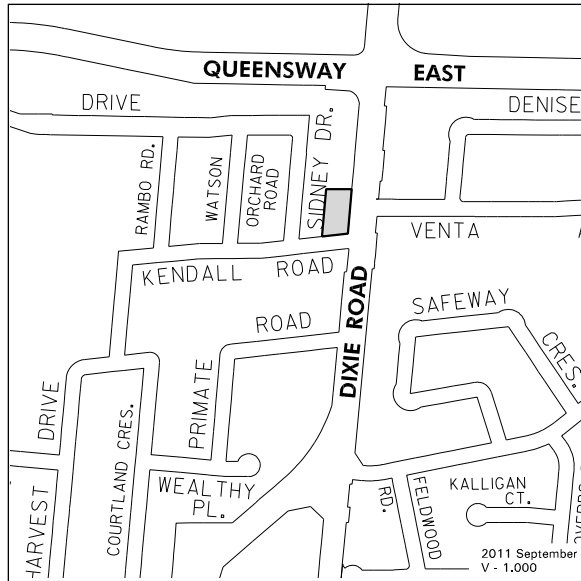 QUEENSWAY EAST
DRIVE
DENISE
SIDNEY DR.
RAMBO RD.
WATSON
ORCHARD
ROAD
VENTA
KENDALL ROAD
ROAD
DIXIE ROAD
SAFEWAY
CRES.
DRIVE
PRIMATE
COURTLAND CRES.
WEALTHY
PL.
HARVEST
RD.
FELDWOOD
KALLIGAN
CT.
2011 September
V - 1.000